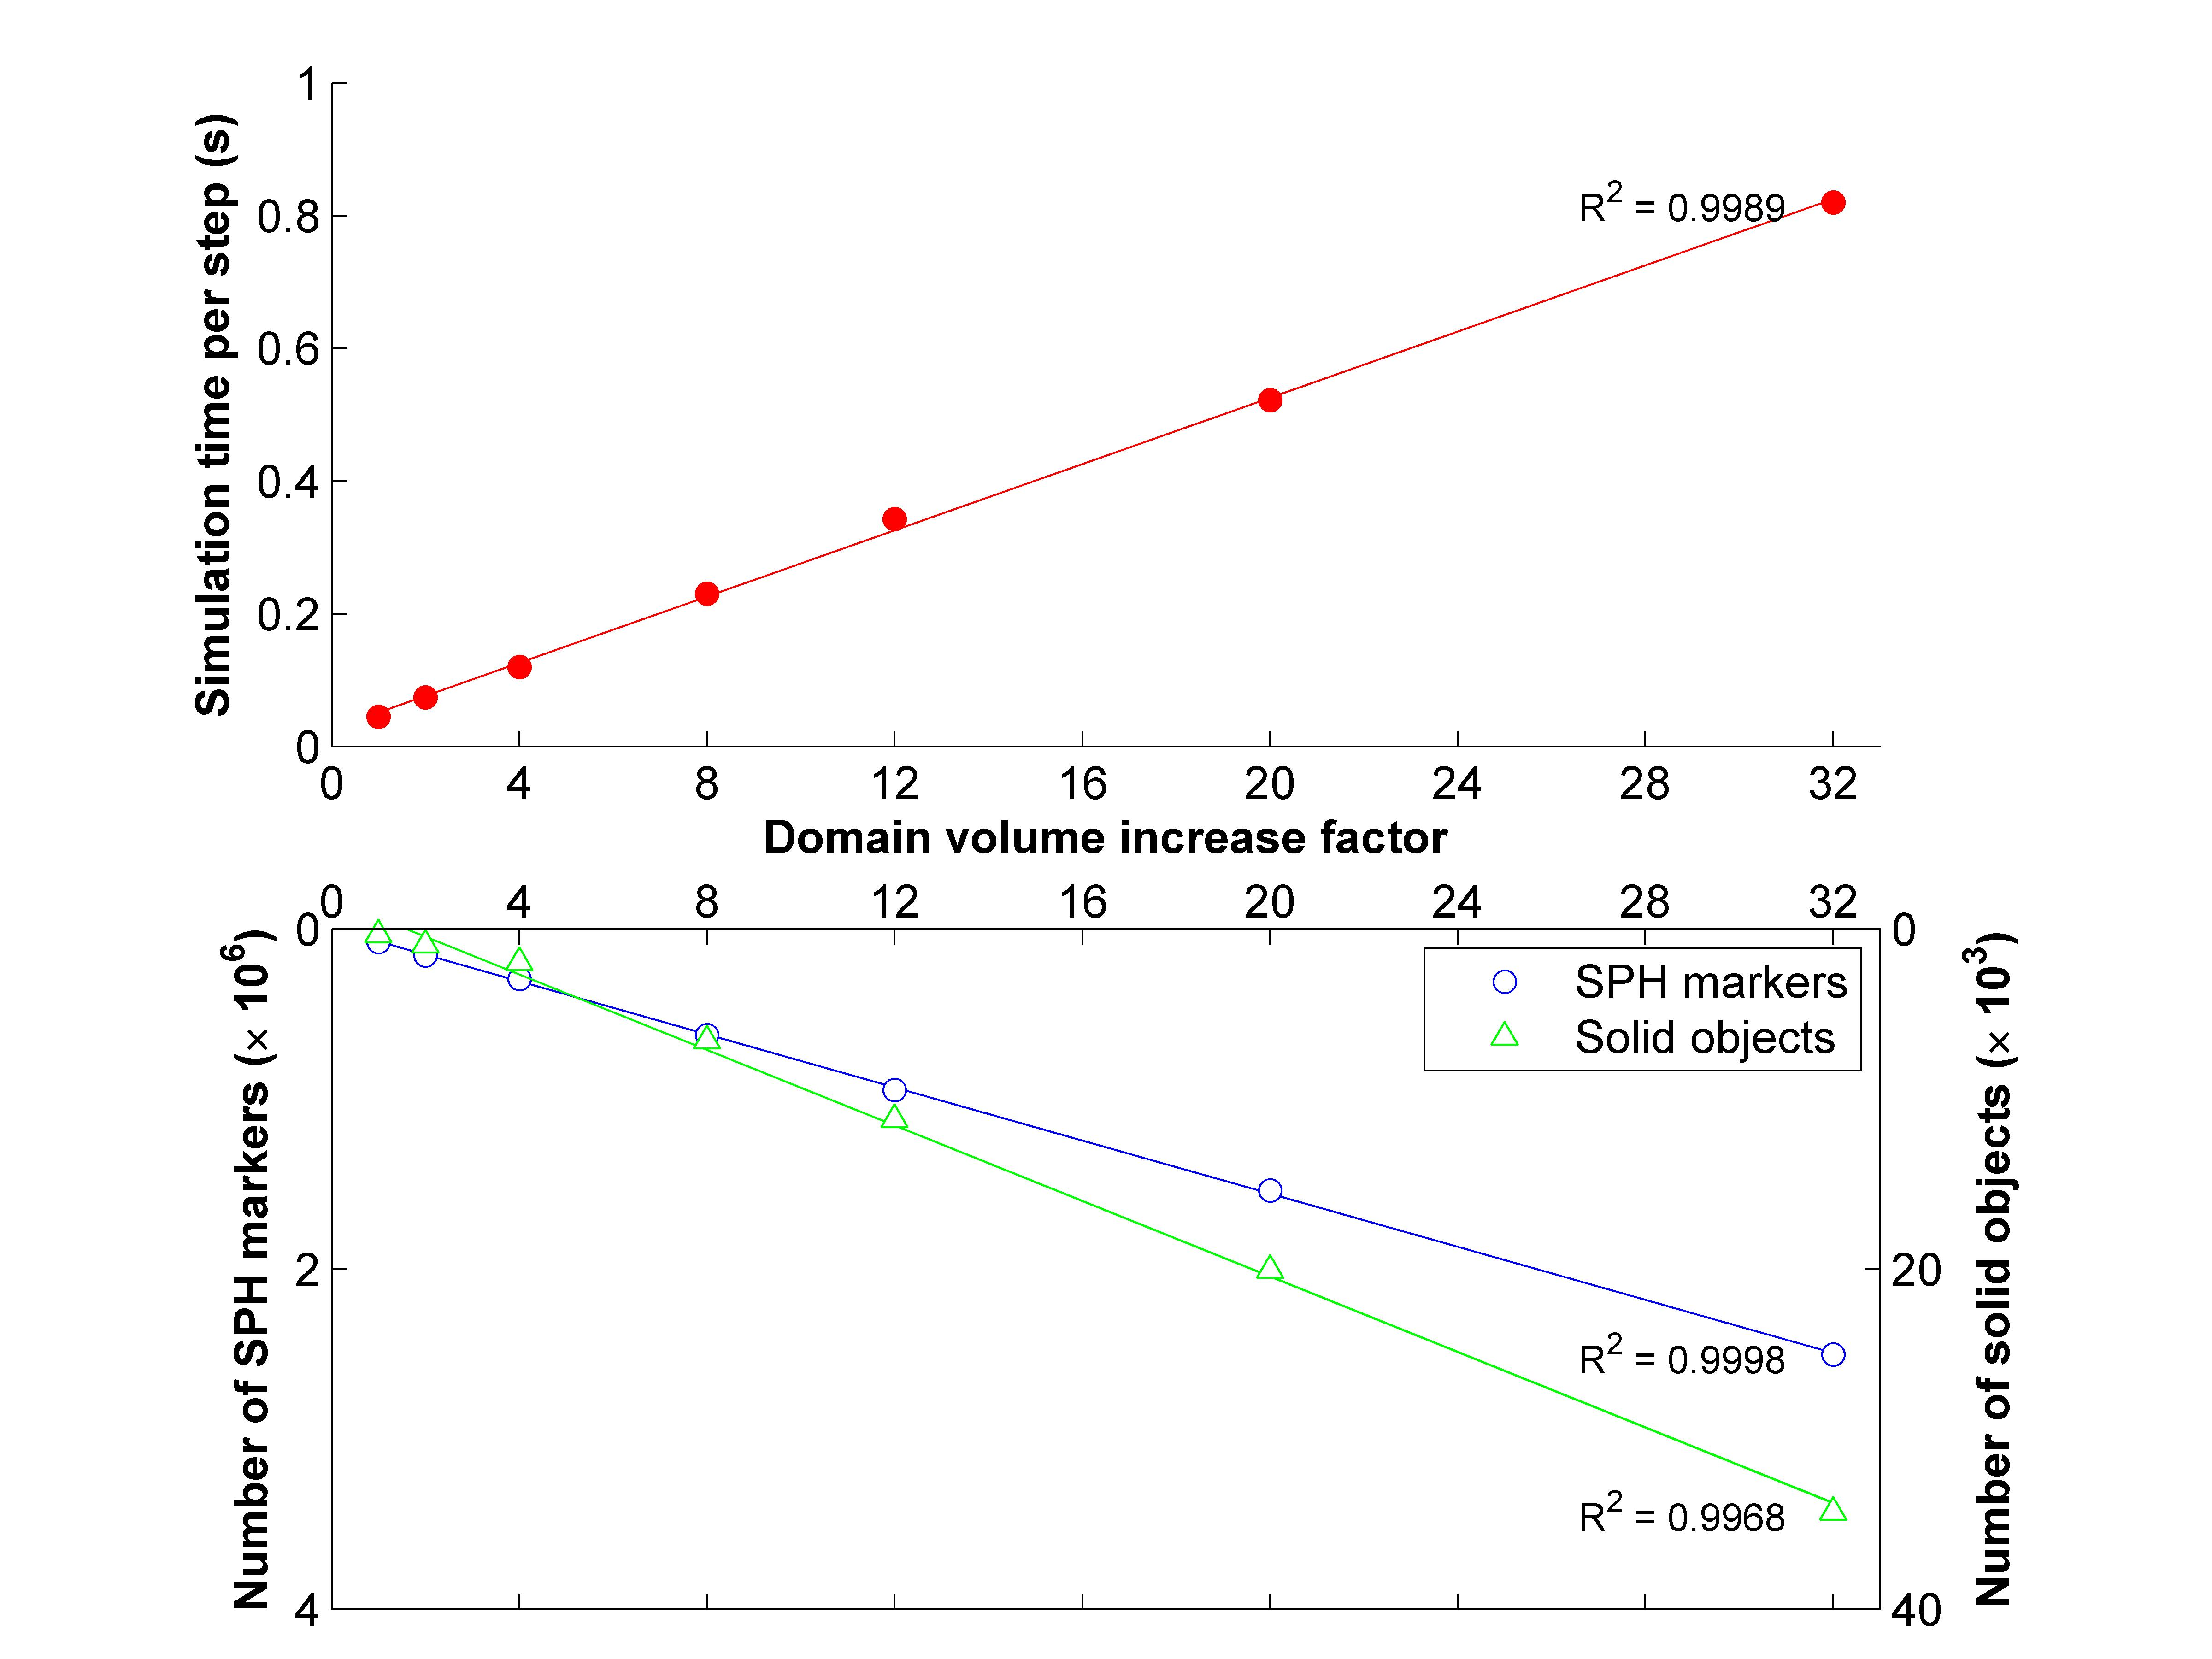 Simulation time per step (s)
1
0.8
0.6
0.4
0.2
0
R² = 0.9989
0 4 8 12 16 20 24 28 32
Domain volume increase factor
0 4 8 12 16 20 24 28 32
Number of SPH markers (× 10⁶)
0
2
4
SPH markers
Solid objects
R² = 0.9998
R² = 0.9968
0
20
40
Number of solid objects (× 10³)